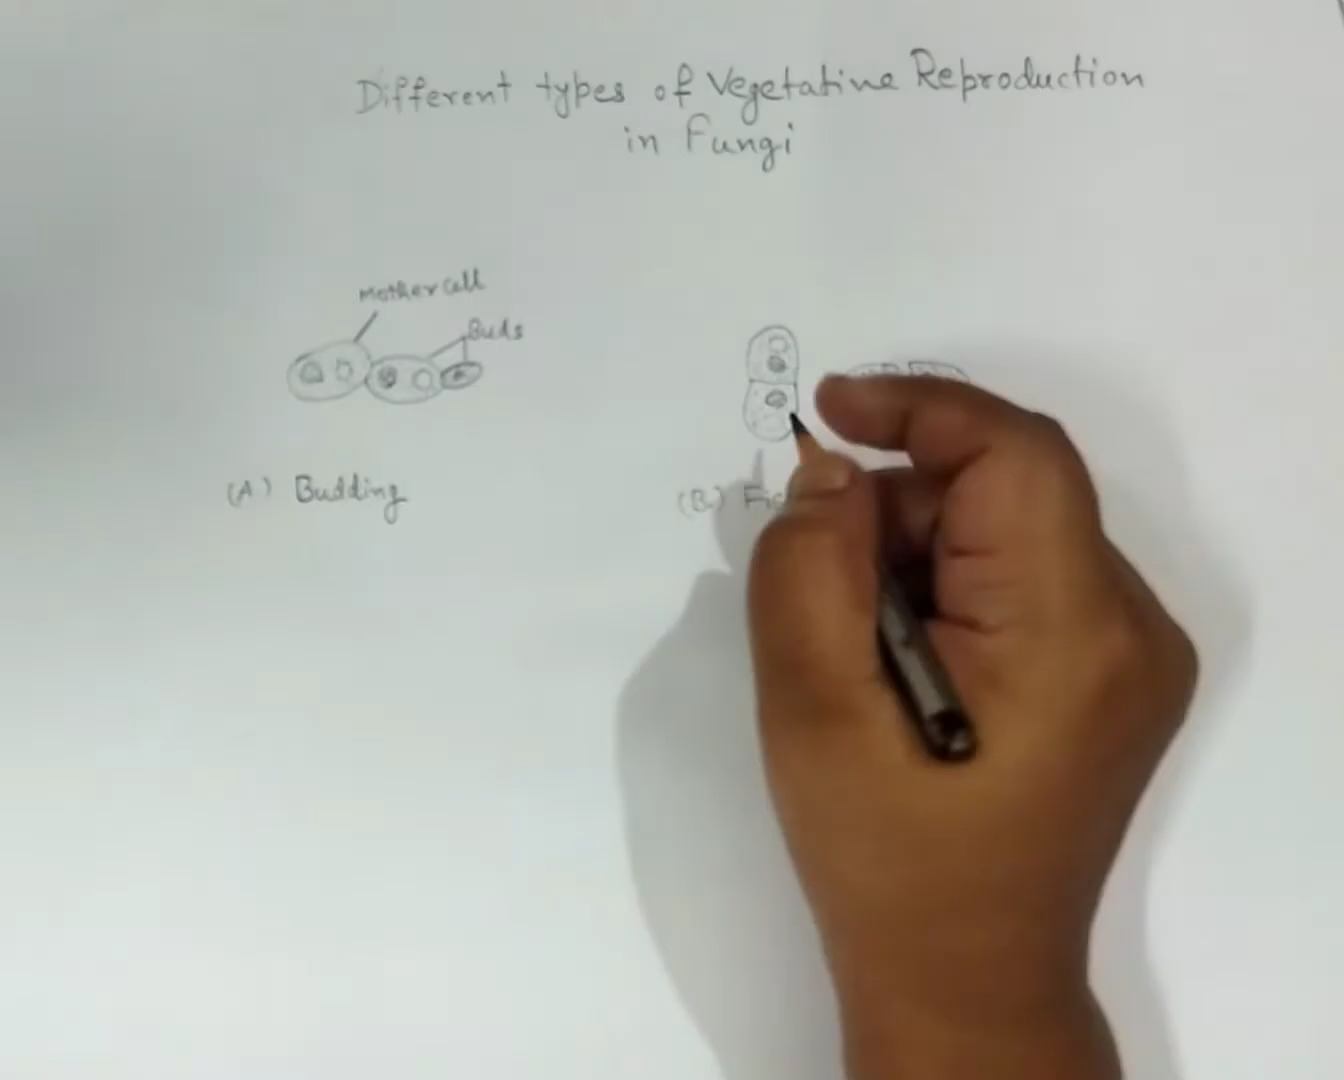 Different types of Vegetative Reproduction
in Fungi
Mother cell
Buds
(A) Budding
(B)